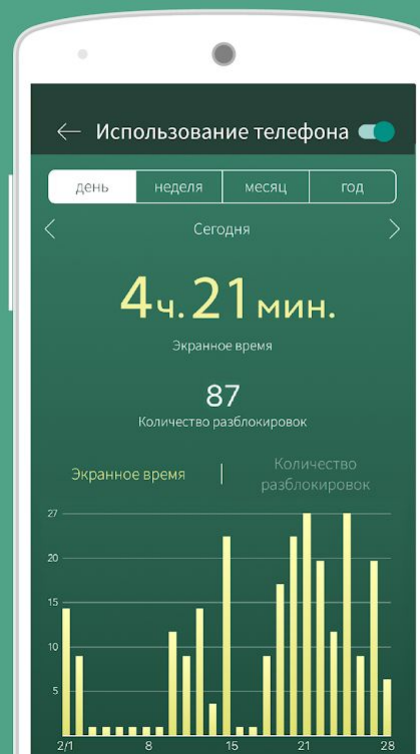 Использование телефона
день неделя месяц год
Сегодня
4ч.21мин.
Экранное время
87
Количество разблокировок
Экранное время
Количество
разблокировок
27
20
15
10
5
2/1 8 15 21 28